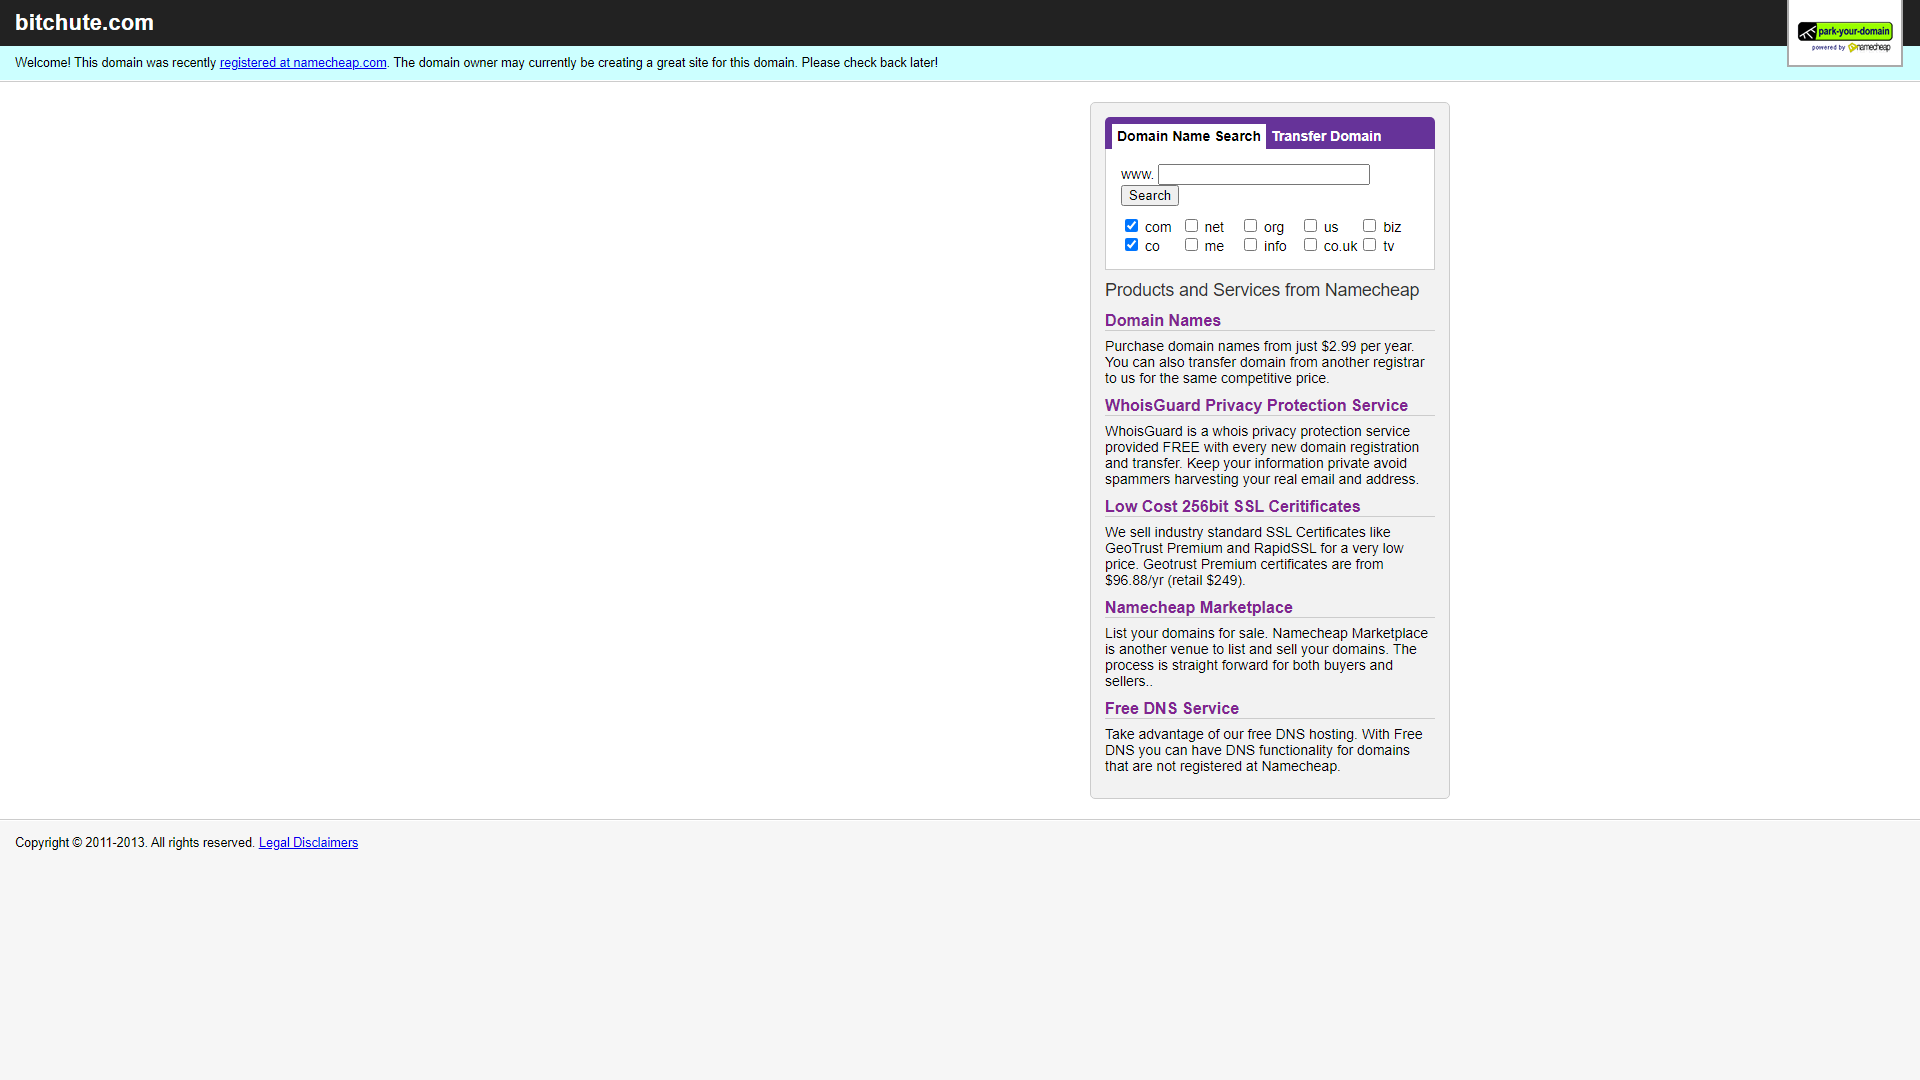 bitchute.com
park-your-domain
powered by namecheap
Welcome! This domain was recently registered at namecheap.com. The domain owner may currently be creating a great site for this domain. Please check back later!
Domain Name Search Transfer Domain
www.
Search
com net org us biz
co me info co.uk tv
Products and Services from Namecheap
Domain Names
Purchase domain names from just $2.99 per year.
You can also transfer domain from another registrar
to us for the same competitive price.
WhoisGuard Privacy Protection Service
WhoisGuard is a whois privacy protection service
provided FREE with every new domain registration
and transfer. Keep your information private avoid
spammers harvesting your real email and address.
Low Cost 256bit SSL Ceritificates
We sell industry standard SSL Certificates like
GeoTrust Premium and RapidSSL for a very low
price. Geotrust Premium certificates are from
$96.88/yr (retail $249).
Namecheap Marketplace
List your domains for sale. Namecheap Marketplace
is another venue to list and sell your domains. The
process is straight forward for both buyers and
sellers..
Free DNS Service
Take advantage of our free DNS hosting. With Free
DNS you can have DNS functionality for domains
that are not registered at Namecheap.
Copyright © 2011-2013. All rights reserved. Legal Disclaimers